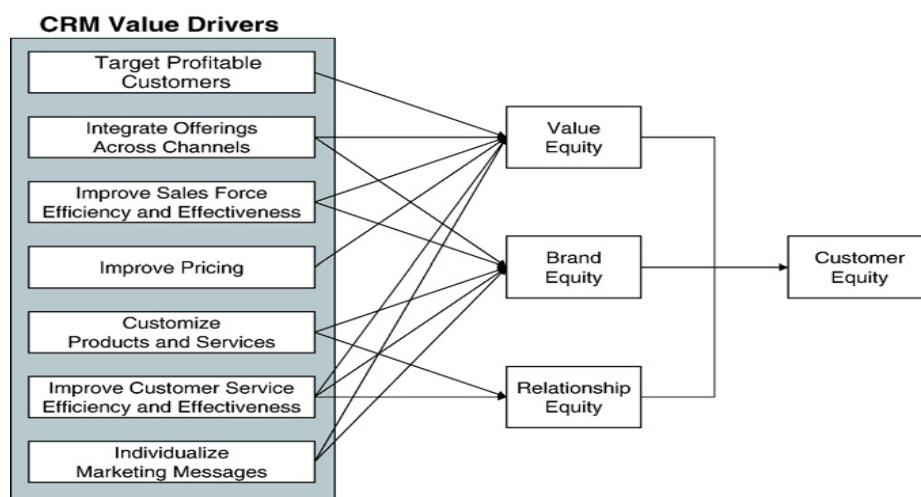 CRM Value Drivers
Target Profitable
Customers
Integrate Offerings
Across Channels
Improve Sales Force
Efficiency and Effectiveness
Improve Pricing
Customize
Products and Services
Improve Customer Service
Efficiency and Effectiveness
Individualize
Marketing Messages
Value
Equity
Brand
Equity
Relationship
Equity
Customer
Equity